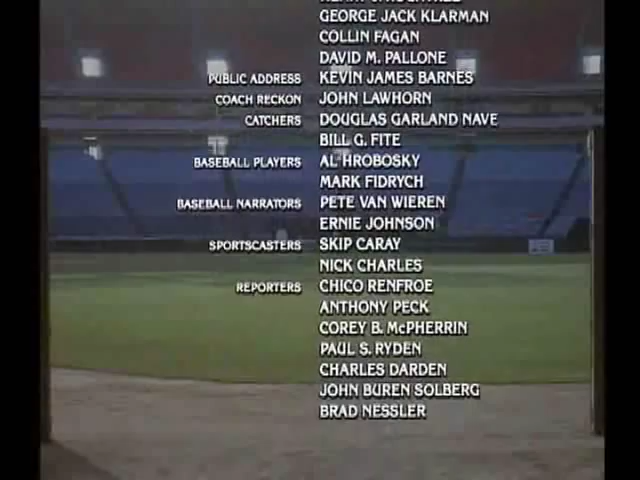 GEORGE JACK KLARMAN
COLLIN FAGAN
DAVID M. PALLONE
PUBLIC ADDRESS KEVIN JAMES BARNES
COACH RECKON JOHN LAWHORN
CATCHERS DOUGLAS GARLAND NAVE
BILL G. FITE
BASEBALL PLAYERS AL HROBOSKY
MARK FIDRYCH
BASEBALL NARRATORS PETE VAN WIEREN
ERNIE JOHNSON
SPORTSCASTERS SKIP CARAY
NICK CHARLES
REPORTERS CHICO RENFROE
ANTHONY PECK
COREY B. McPHERRIN
PAUL S. RYDEN
CHARLES DARDEN
JOHN BUREN SOLBERG
BRAD NESSLER